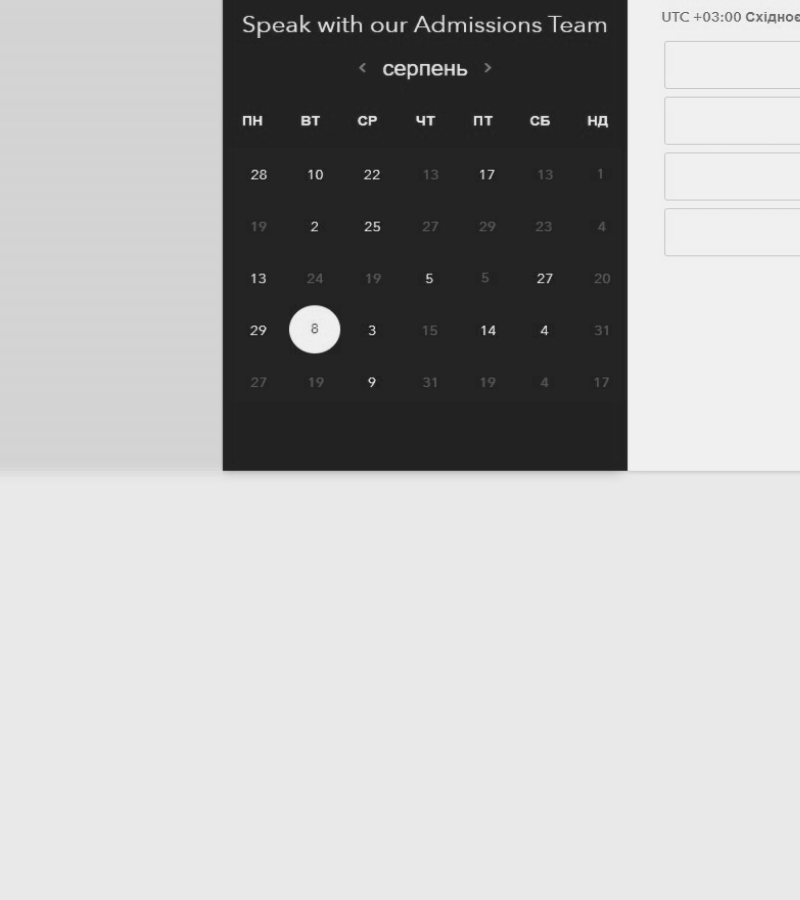 Speak with our Admissions Team
UTC +03:00 Східноє
‹ серпень ›
ПН ВТ СР ЧТ ПТ СБ НД
28 10 22 13 17 13 1
19 2 25 27 29 23 4
13 24 19 5 5 27 20
29 8 3 15 14 4 31
27 19 9 31 19 4 17